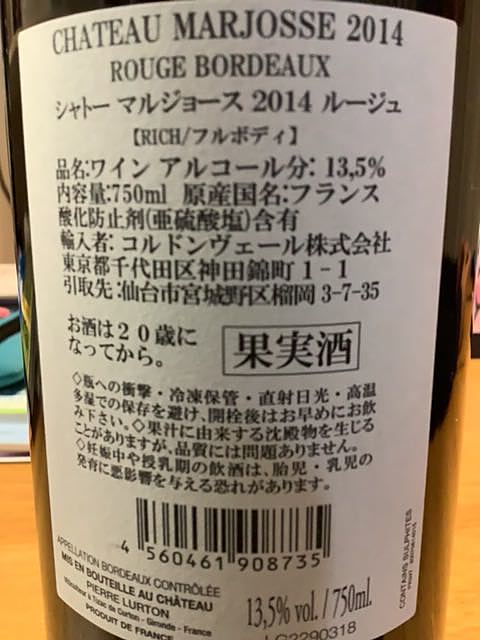 CHATEAU MARJOSSE 2014
ROUGE BORDEAUX
シャトー マルジョース 2014 ルージュ
【RICH/フルボディ】
品名:ワイン アルコール分: 13,5%
内容量:750ml 原産国名:フランス
酸化防止剤(亜硫酸塩)含有
輸入者: コルドンヴェール株式会社
東京都千代田区神田錦町 1-1
引取先:仙台市宮城野区榴岡 3-7-35
お酒は20歳に
なってから。
果実酒
◇瓶への衝撃・冷凍保管・直射日光・高温
多湿での保存を避け、開栓後はお早めにお飲
み下さい。◇果汁に由来する沈殿物を生じる
ことがありますが、品質には問題ありません。
◇妊娠中や授乳期の飲酒は、胎児・乳児の
発育に悪影響を与える恐れがあります。
4 560461 908735
APPELLATION BORDEAUX CONTRÔLÉE
MIS EN BOUTEILLE AU CHÂTEAU
PIERRE LURTON
Viticulteur à Tizac de Curton - Gironde - France
PRODUIT DE FRANCE
13,5% vol. / 750ml.
CONTAINS SULPHITES